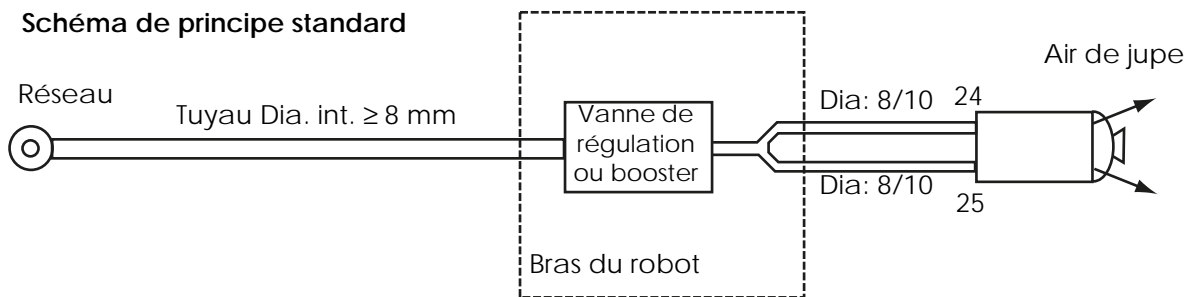 Schéma de principe standard
Air de jupe
Réseau
Tuyau Dia. int. ≥ 8 mm
Vanne de
régulation
ou booster
Dia: 8/10
24
Dia: 8/10
25
Bras du robot